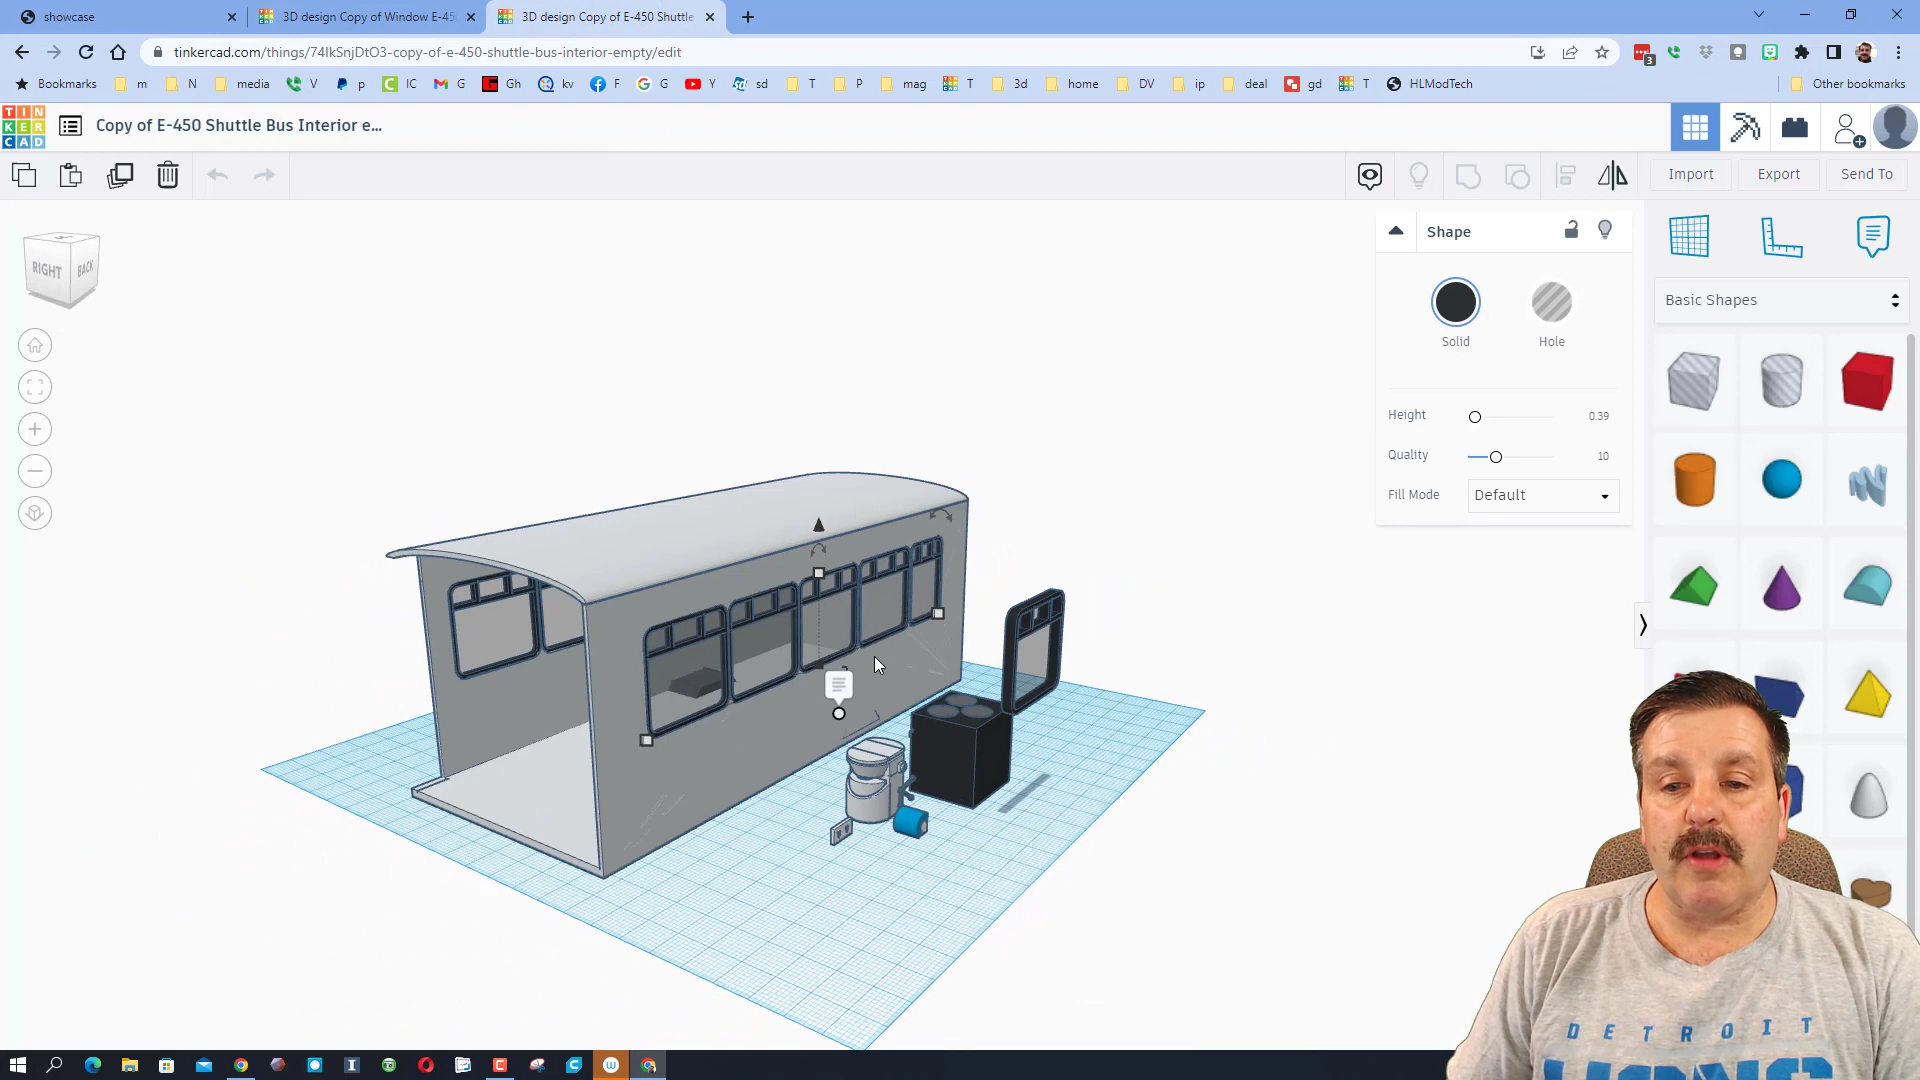 showcase
3D design Copy of Window E-450
3D design Copy of E-450 Shuttle
tinkercad.com/things/74lkSnjDtO3-copy-of-e-450-shuttle-bus-interior-empty/edit
3
Bookmarks
m
N
media
V
p
IC
G
Gh
kv
F
G
Y
sd
T
P
mag
T
3d
home
DV
ip
deal
gd
T
HLModTech
Other bookmarks
TIN
KER
CAD
Copy of E-450 Shuttle Bus Interior e...
Import
Export
Send To
RIGHT
BACK
Shape
Solid
Hole
Height
0.39
Quality
10
Fill Mode
Default
Basic Shapes
DETROIT